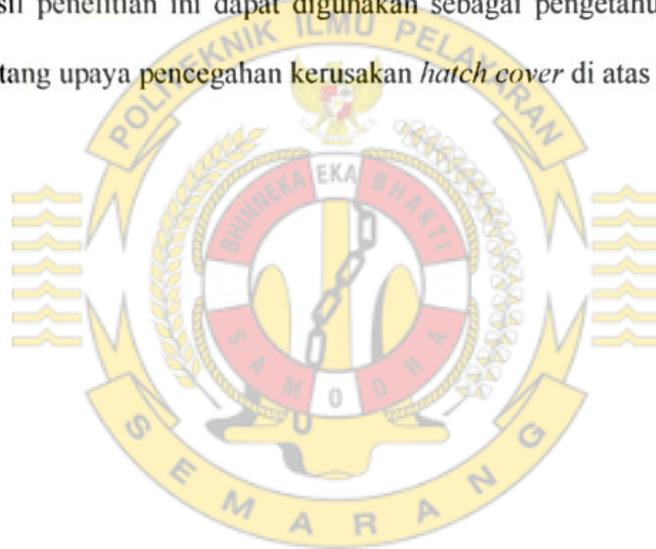 sil penelitian ini dapat digunakan sebagai
tang upaya pencegahan kerusakan hatch cover di atas
POLITEKNIK ILMU PELAYARAN
BHINNEKA EKA BHAKTI
SAMODRA
SEMARANG